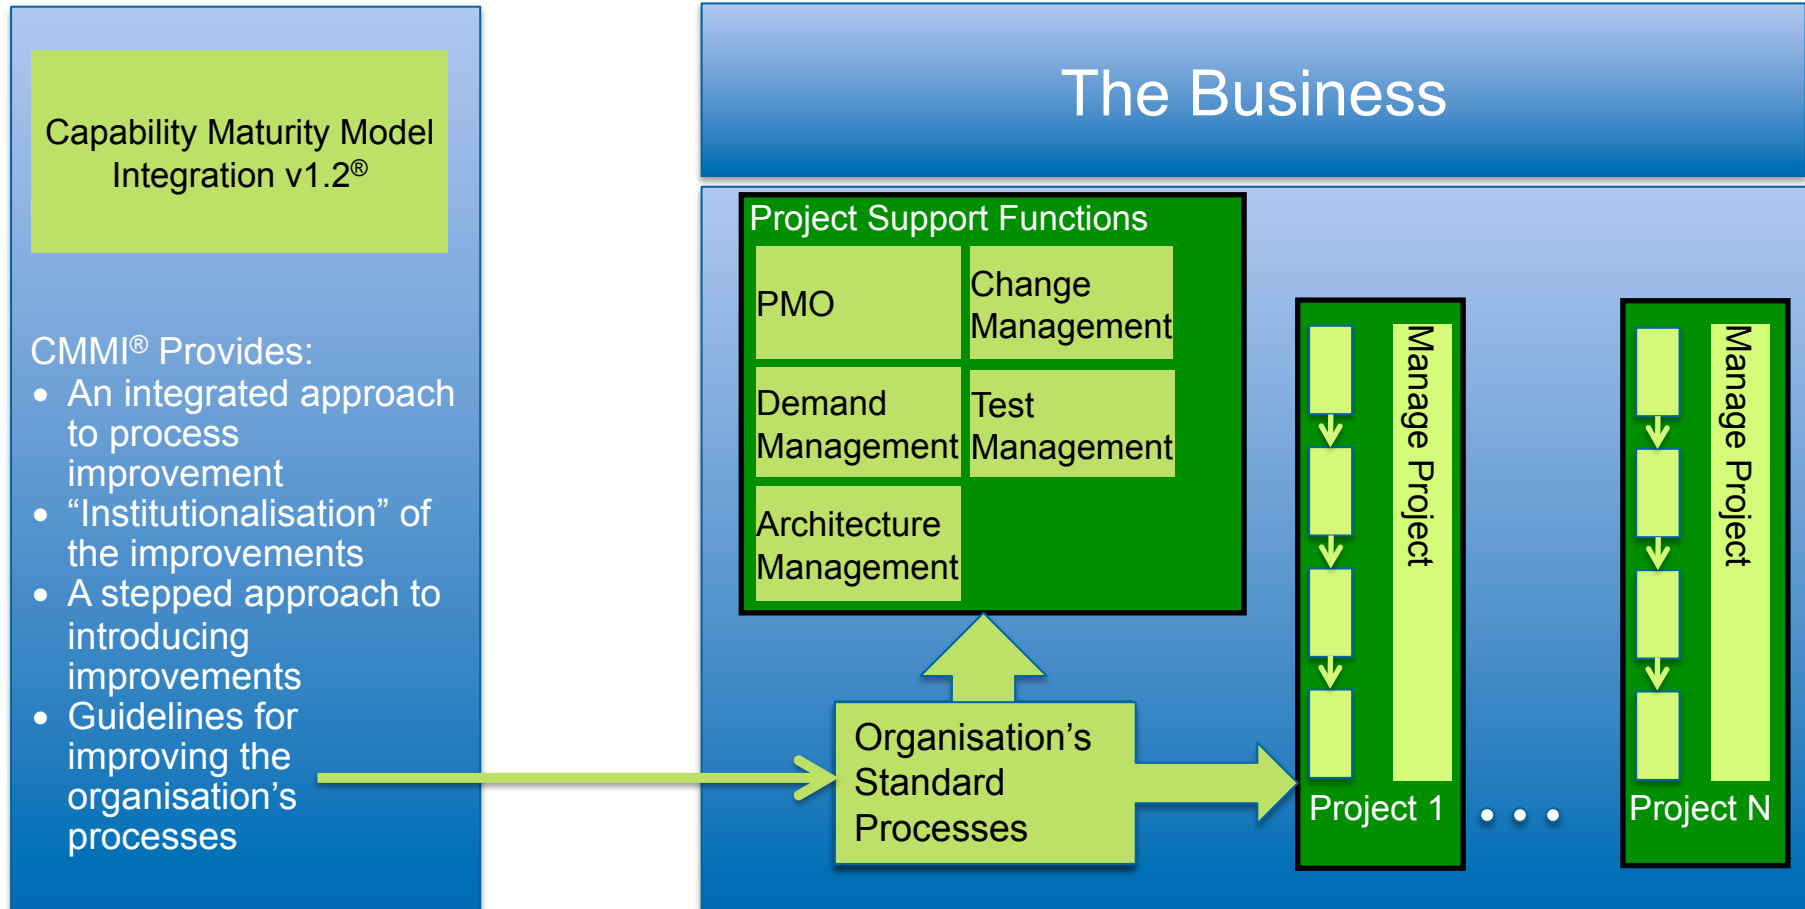 Capability Maturity Model
Integration v1.2®
CMMI® Provides:
• An integrated approach
to process
improvement
• “Institutionalisation” of
the improvements
• A stepped approach to
introducing
improvements
• Guidelines for
improving the
organisation’s
processes
The Business
Project Support Functions
PMO
Change
Management
Demand
Management
Test
Management
Architecture
Management
Organisation’s
Standard
Processes
Manage Project
Project 1
• • •
Manage Project
Project N